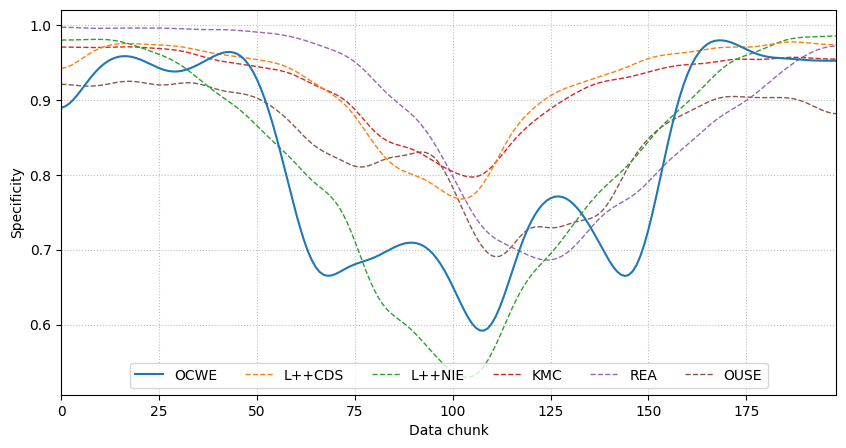 1.0
0.9
0.8
0.7
0.6
Specificity
OCWE L++CDS L++NIE KMC REA OUSE
0 25 50 75 100 125 150 175
Data chunk